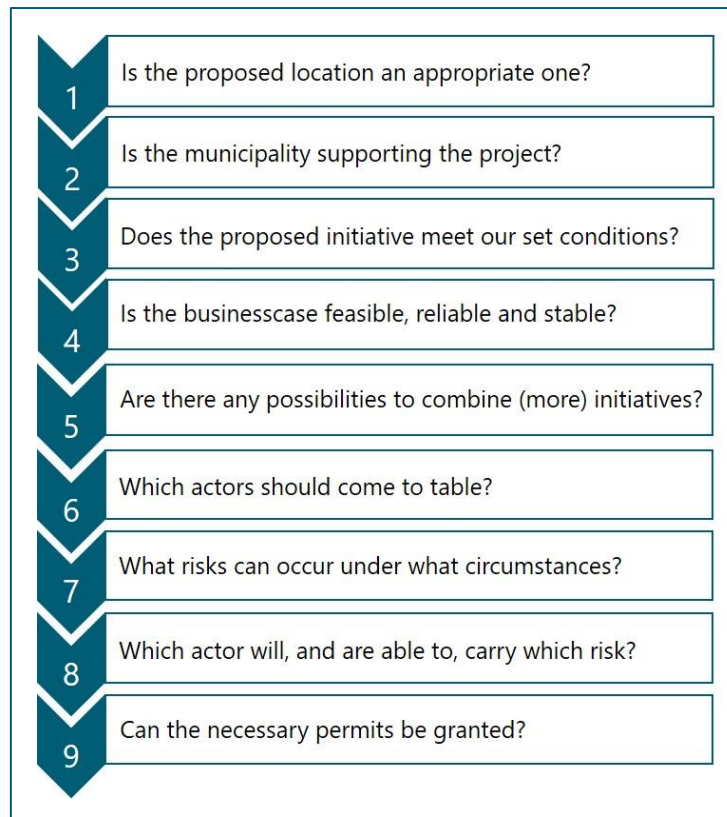 1
Is the proposed location an appropriate one?
2
Is the municipality supporting the project?
3
Does the proposed initiative meet our set conditions?
4
Is the businesscase feasible, reliable and stable?
5
Are there any possibilities to combine (more) initiatives?
6
Which actors should come to table?
7
What risks can occur under what circumstances?
8
Which actor will, and are able to, carry which risk?
9
Can the necessary permits be granted?